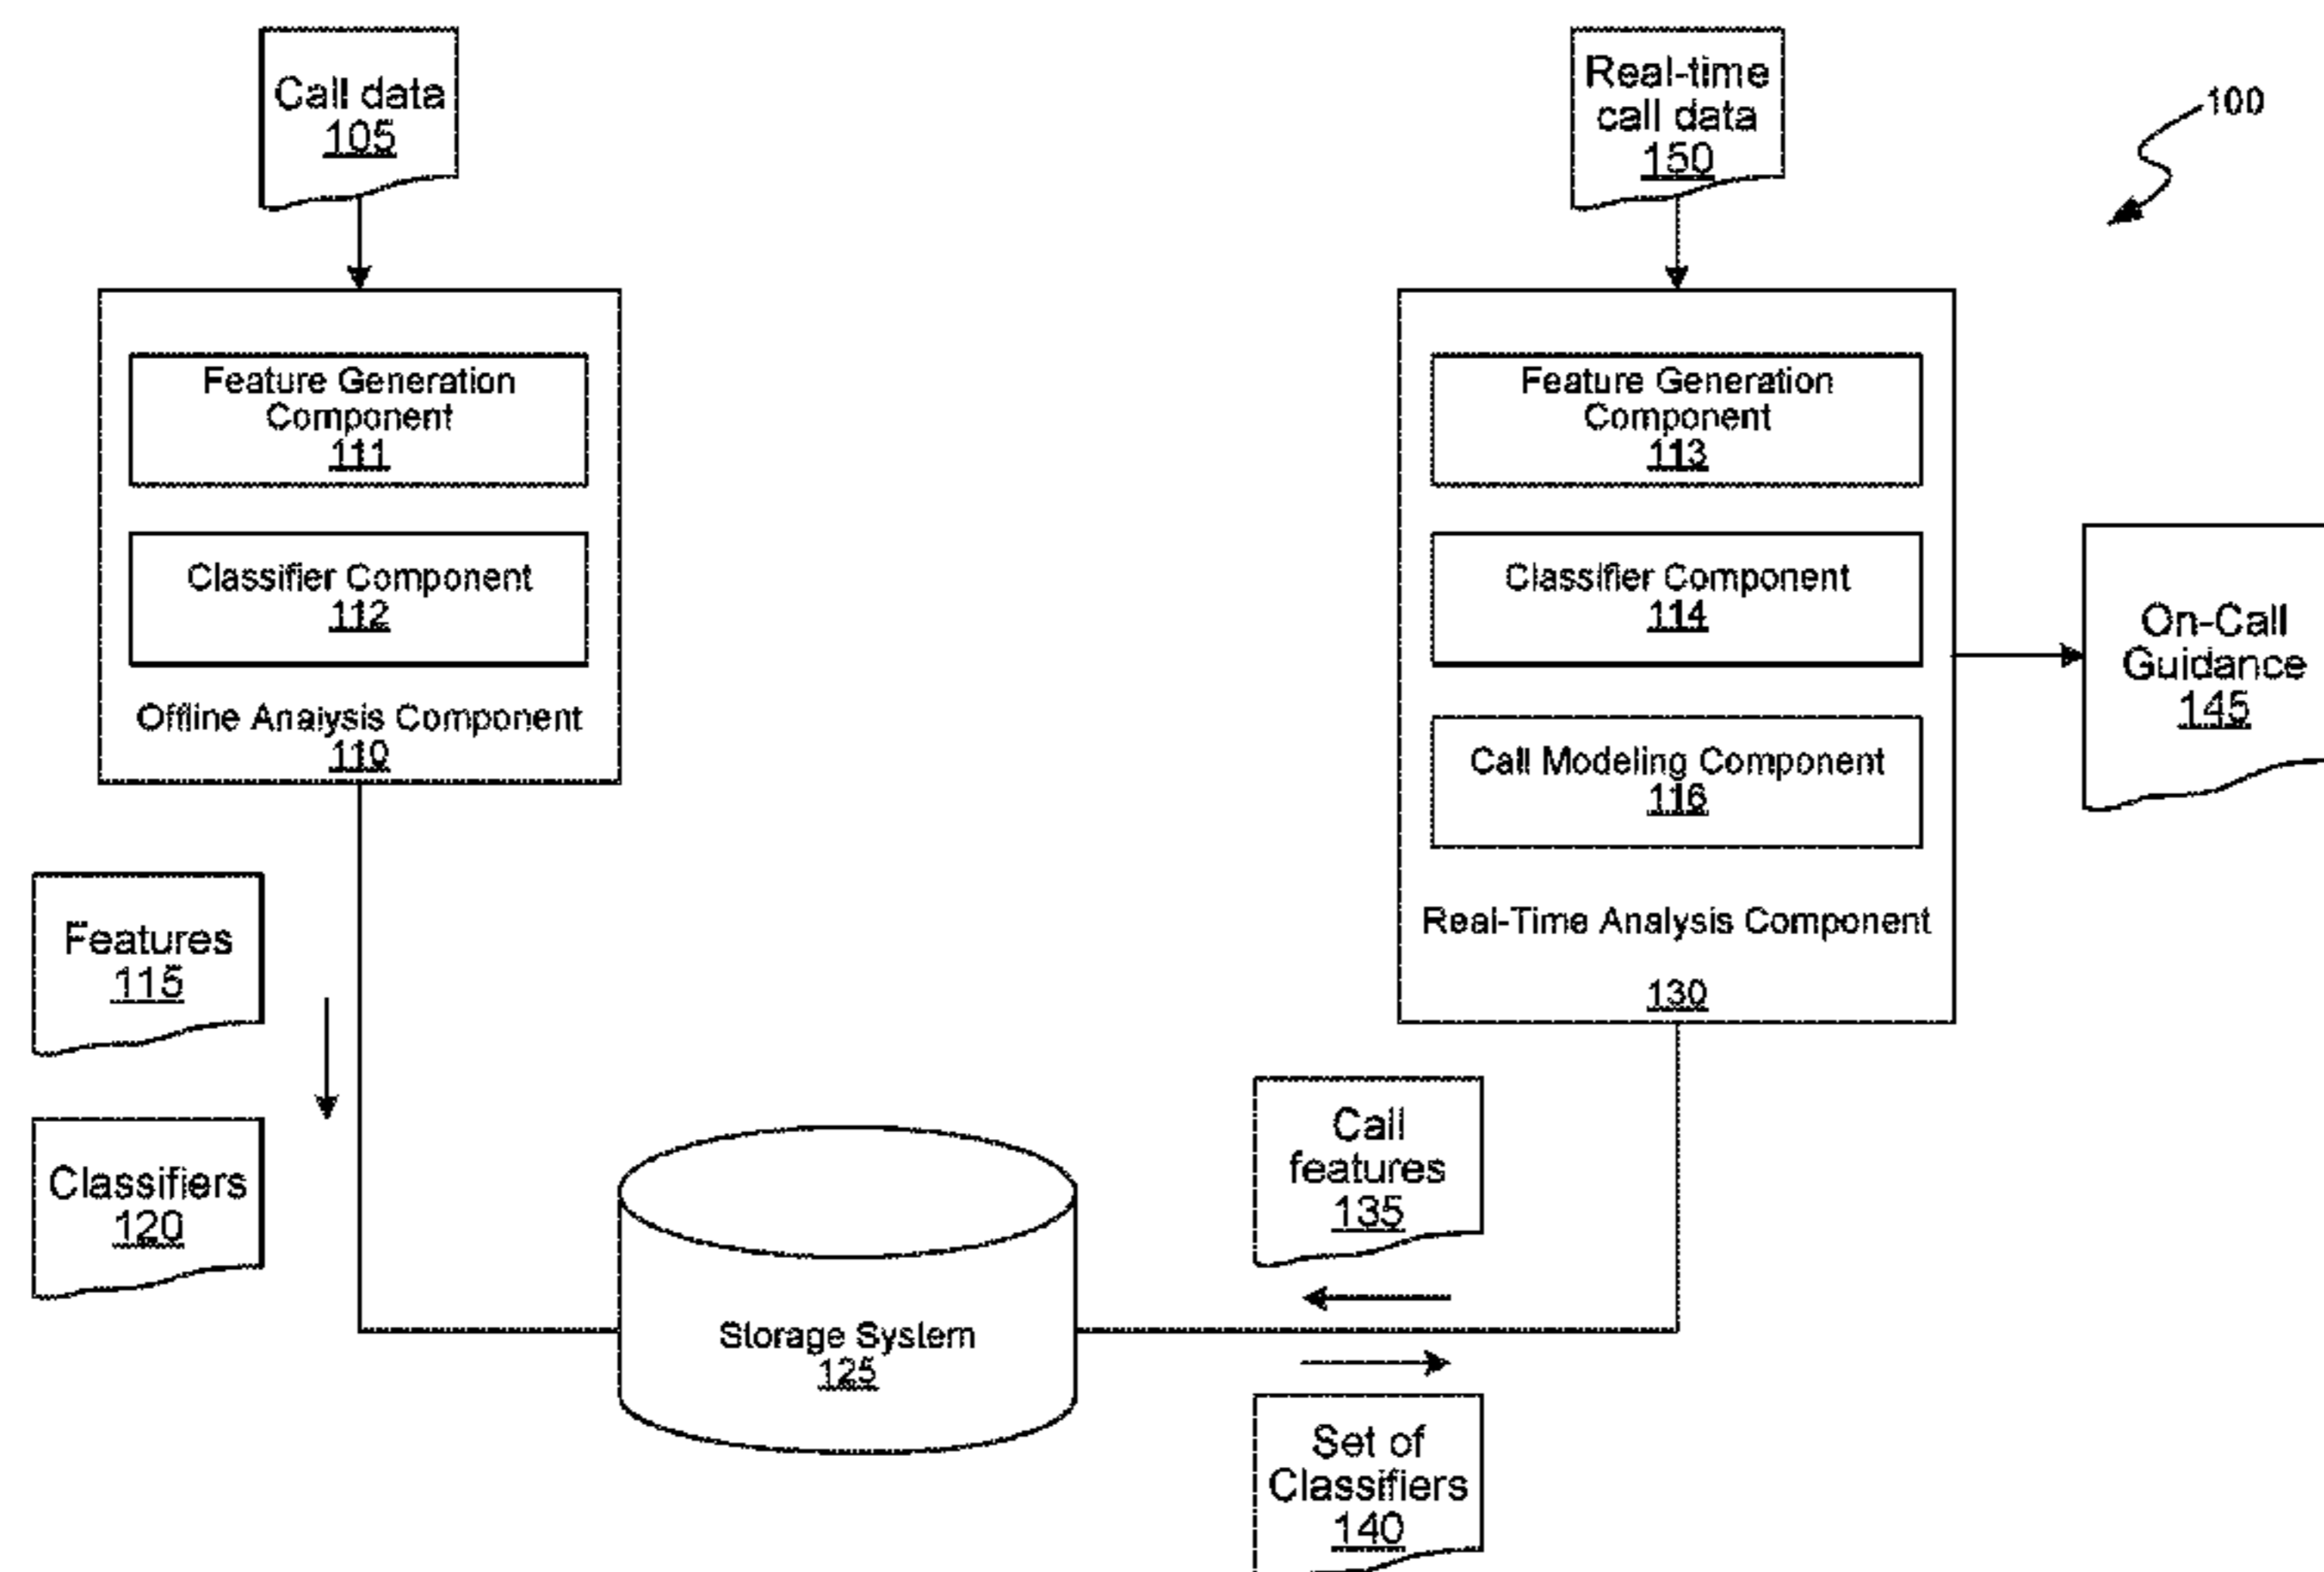 Call data
105
Real-time
call data
150
100
Feature Generation
Component
111
Classifier Component
112
Offline Analysis Component
110
Feature Generation
Component
113
Classifier Component
114
Call Modeling Component
116
Real-Time Analysis Component
130
On-Call
Guidance
145
Features
115
Classifiers
120
Storage System
125
Call
features
135
Set of
Classifiers
140